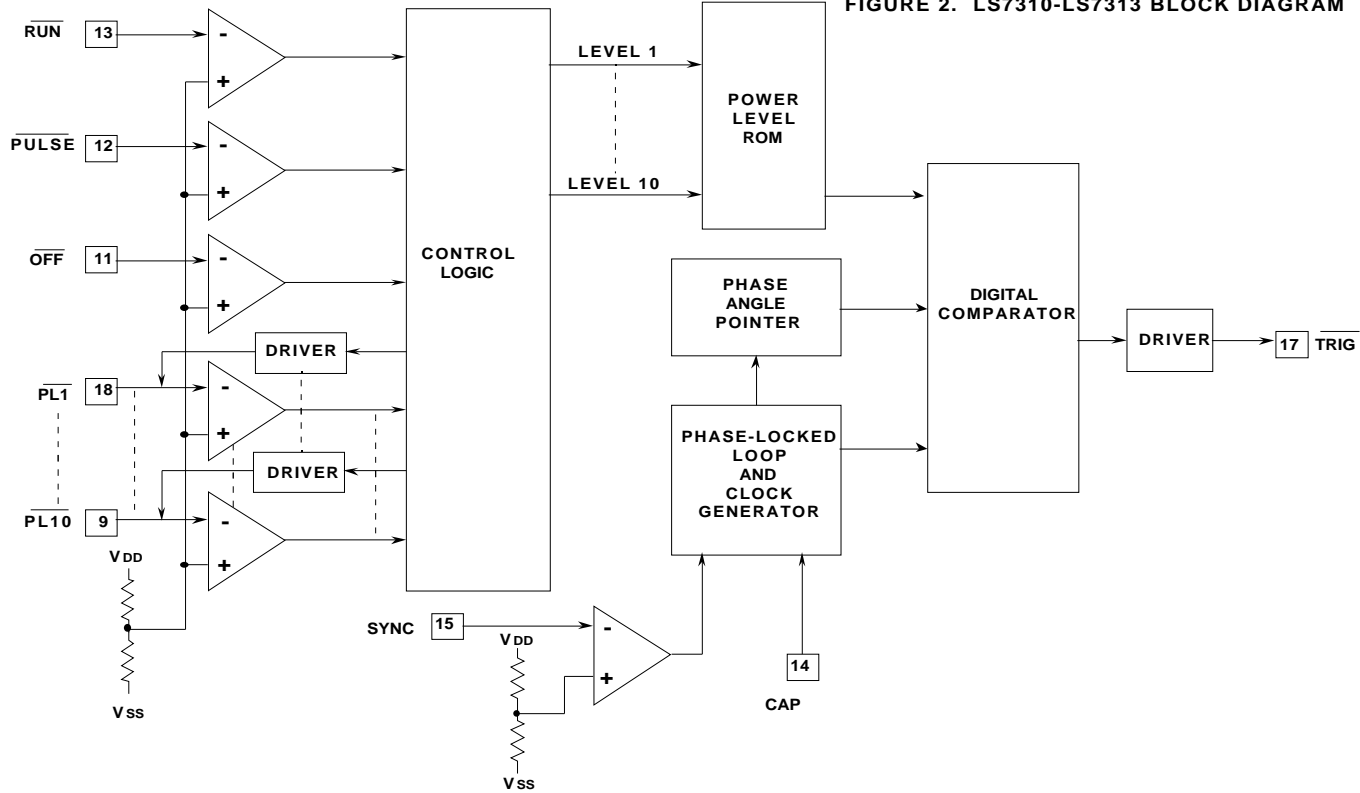 FIGURE 2. LS7310-LS7313 BLOCK DIAGRAM
RUN 13
-
+
PULSE 12
-
+
OFF 11
-
+
DRIVER
PL1 18
-
+
DRIVER
PL10 9
-
+
VDD
VSS
CONTROL
LOGIC
LEVEL 1
LEVEL 10
POWER
LEVEL
ROM
PHASE
ANGLE
POINTER
PHASE-LOCKED
LOOP
AND
CLOCK
GENERATOR
DIGITAL
COMPARATOR
DRIVER
17 TRIG
SYNC 15
-
+
VDD
VSS
14
CAP